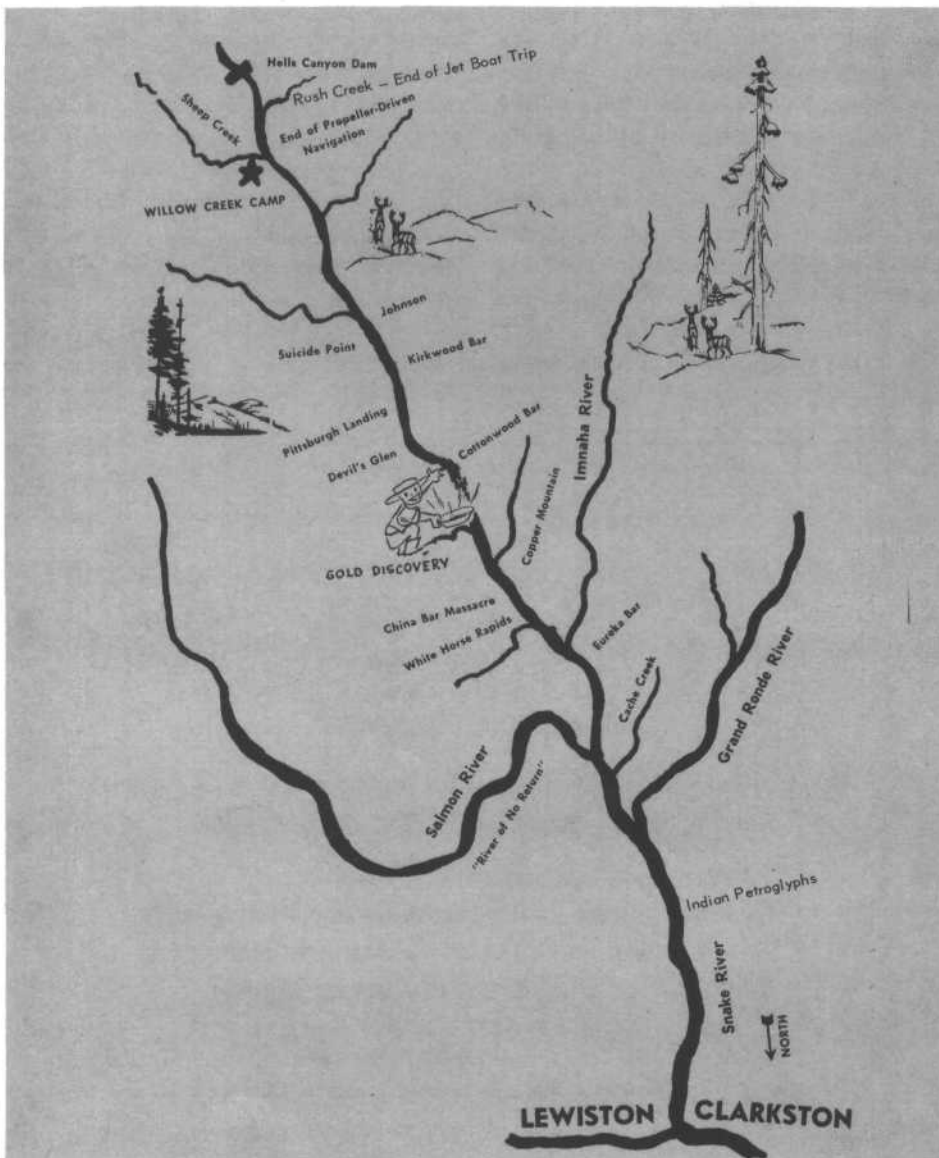 Hells Canyon Dam
Rush Creek – End of Jet Boat Trip
Sheep Creek
End of Propeller-Driven
Navigation
WILLOW CREEK CAMP
Johnson
Suicide Point
Kirkwood Bar
Imnaha River
Pittsburgh Landing
Cottonwood Bar
Devil's Glen
Copper Mountain
GOLD DISCOVERY
China Bar Massacre
White Horse Rapids
Eureka Bar
Cache Creek
Grand Ronde River
Salmon River
"River of No Return"
Indian Petroglyphs
Snake River
NORTH
LEWISTON CLARKSTON